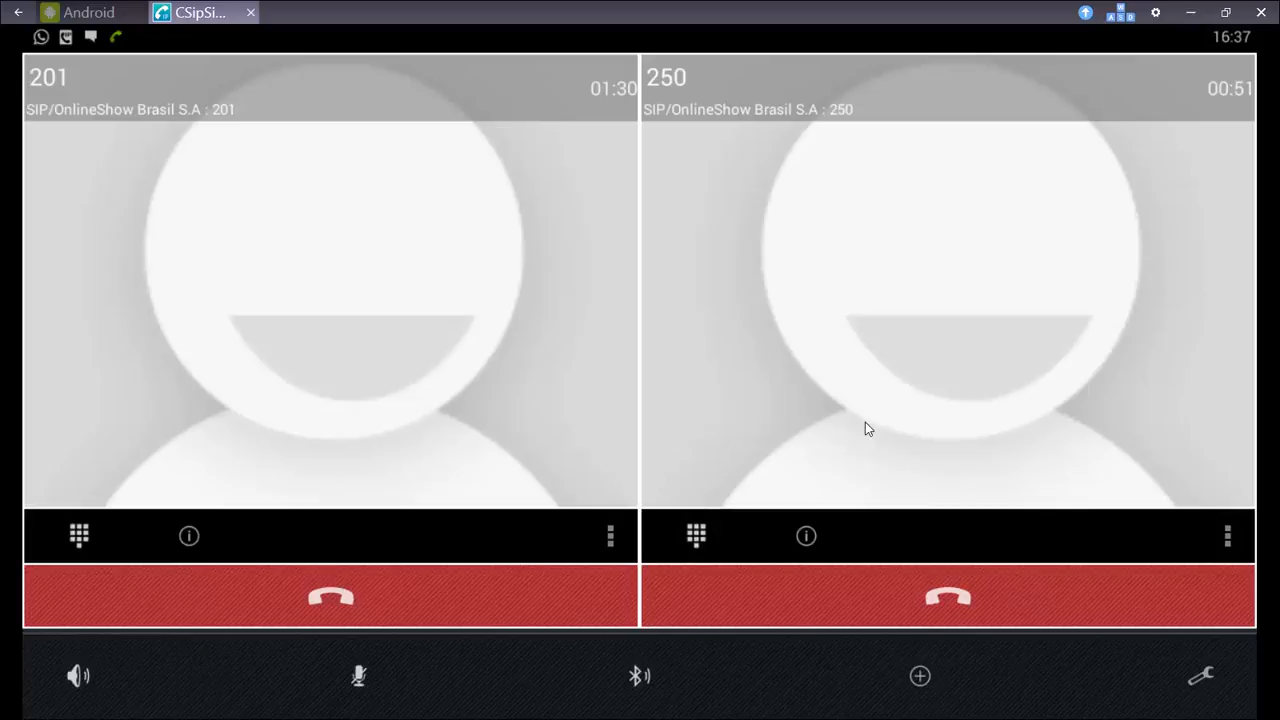 Android
CSipSi...
16:37
201
01:30
SIP/OnlineShow Brasil S.A : 201
250
00:51
SIP/OnlineShow Brasil S.A : 250